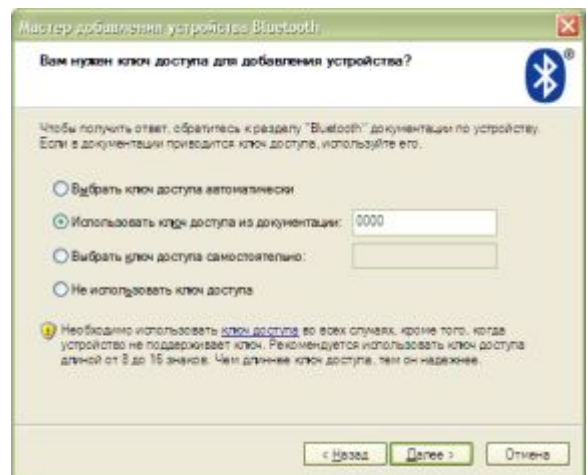 Мастер добавления устройства Bluetooth
Вам нужен ключ доступа для добавления устройства?
®
Чтобы получить ответ, обратитесь к разделу "Bluetooth" документации по устройству.
Если в документации приводится ключ доступа, используйте его.
Выбрать ключ доступа автоматически
Использовать ключ доступа из документации: 0000
Выбрать ключ доступа самостоятельно:
Не использовать ключ доступа
Необходимо использовать ключ доступа во всех случаях, кроме того, когда
устройство не поддерживает ключ. Рекомендуется использовать ключ доступа
длиной от 8 до 16 знаков. Чем длиннее ключ доступа, тем он надежнее.
< Назад Далее > Отмена